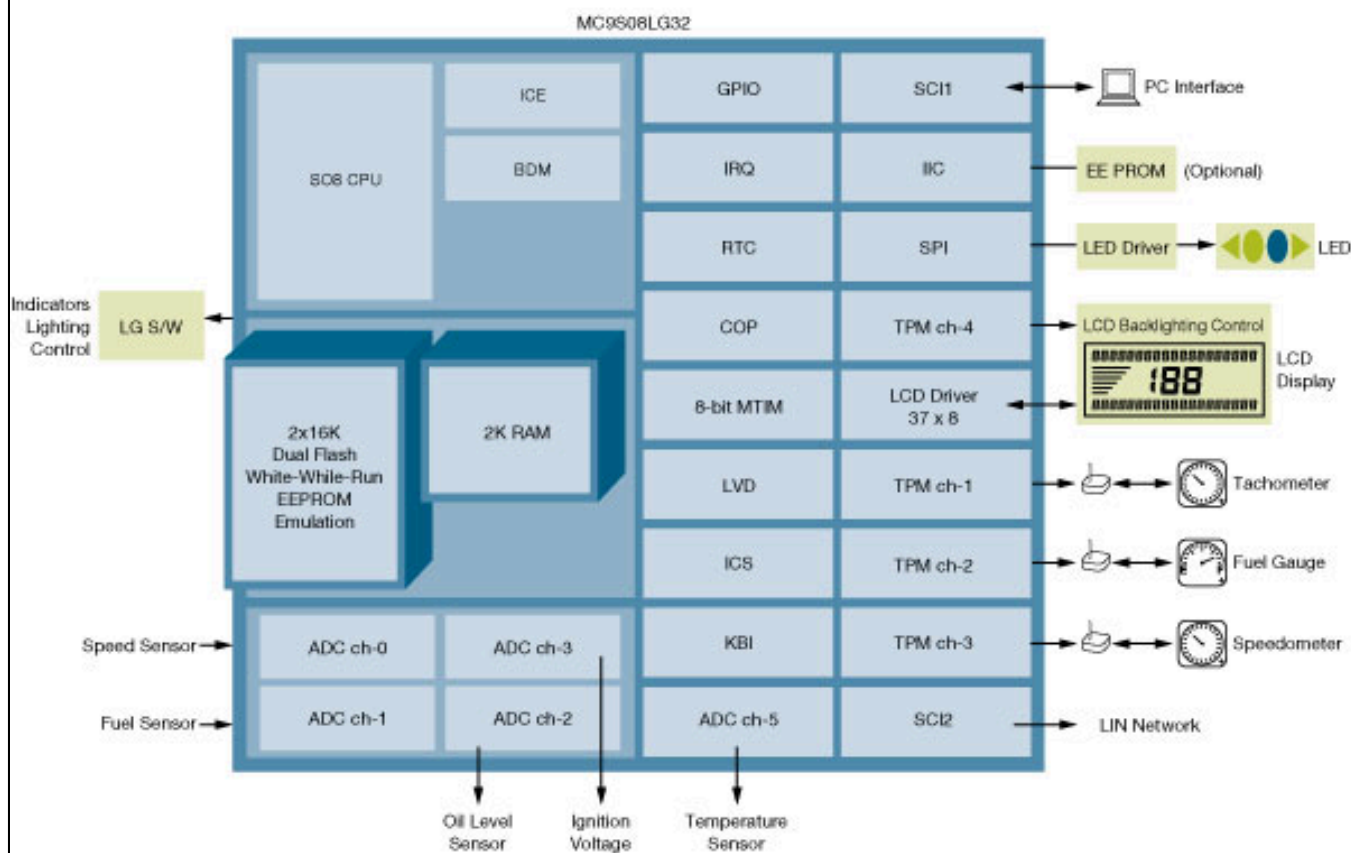 MC9S08LG32
S08 CPU
ICE
BDM
GPIO
SCI1
PC Interface
IRQ
IIC
EE PROM (Optional)
RTC
SPI
LED Driver
LED
Indicators
Lighting
Control
LG S/W
COP
TPM ch-4
LCD Backlighting Control
188
LCD
Display
8-bit MTIM
LCD Driver
37 x 8
2x16K
Dual Flash
White-While-Run
EEPROM
Emulation
2K RAM
LVD
TPM ch-1
Tachometer
ICS
TPM ch-2
Fuel Gauge
Speed Sensor
ADC ch-0
ADC ch-3
KBI
TPM ch-3
Speedometer
Fuel Sensor
ADC ch-1
ADC ch-2
ADC ch-5
SCI2
LIN Network
Oil Level
Sensor
Ignition
Voltage
Temperature
Sensor